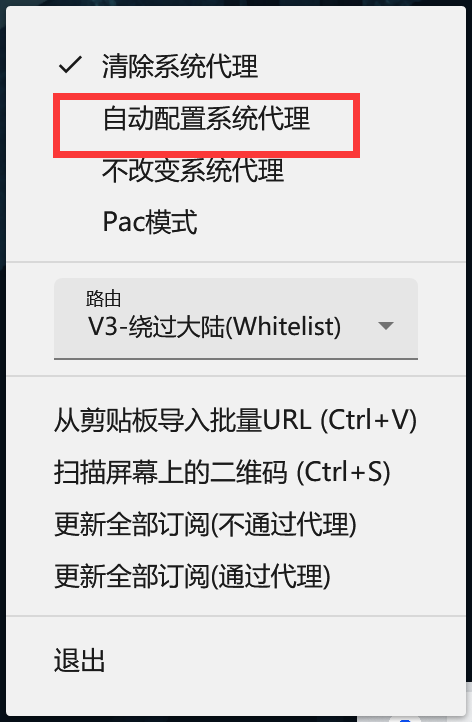 清除系统代理
自动配置系统代理
不改变系统代理
Pac模式
路由
V3-绕过大陆(Whitelist)
从剪贴板导入批量URL (Ctrl+V)
扫描屏幕上的二维码 (Ctrl+S)
更新全部订阅(不通过代理)
更新全部订阅(通过代理)
退出